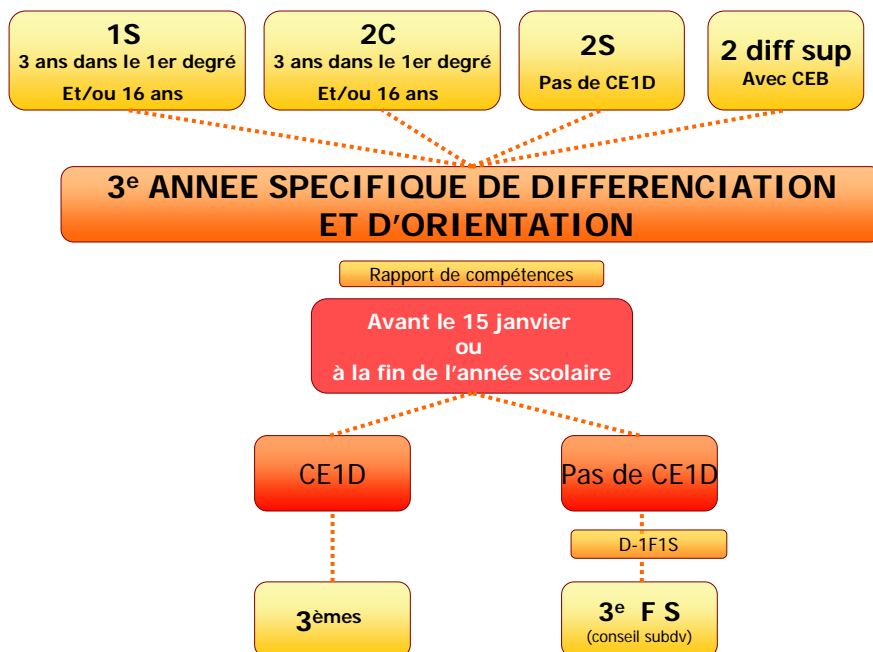 1S
3 ans dans le 1er degré
Et/ou 16 ans
2C
3 ans dans le 1er degré
Et/ou 16 ans
2S
Pas de CE1D
2 diff sup
Avec CEB
3e ANNEE SPECIFIQUE DE DIFFERENCIATION
ET D'ORIENTATION
Rapport de compétences
Avant le 15 janvier
ou
à la fin de l'année scolaire
CE1D
Pas de CE1D
D-1F1S
3èmes
3e F S
(conseil subdv)